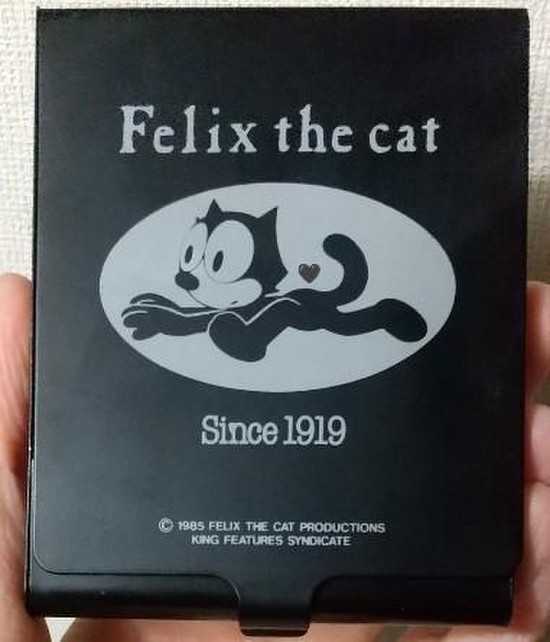 Felix the cat
Since 1919
© 1985 FELIX THE CAT PRODUCTIONS
KING FEATURES SYNDICATE